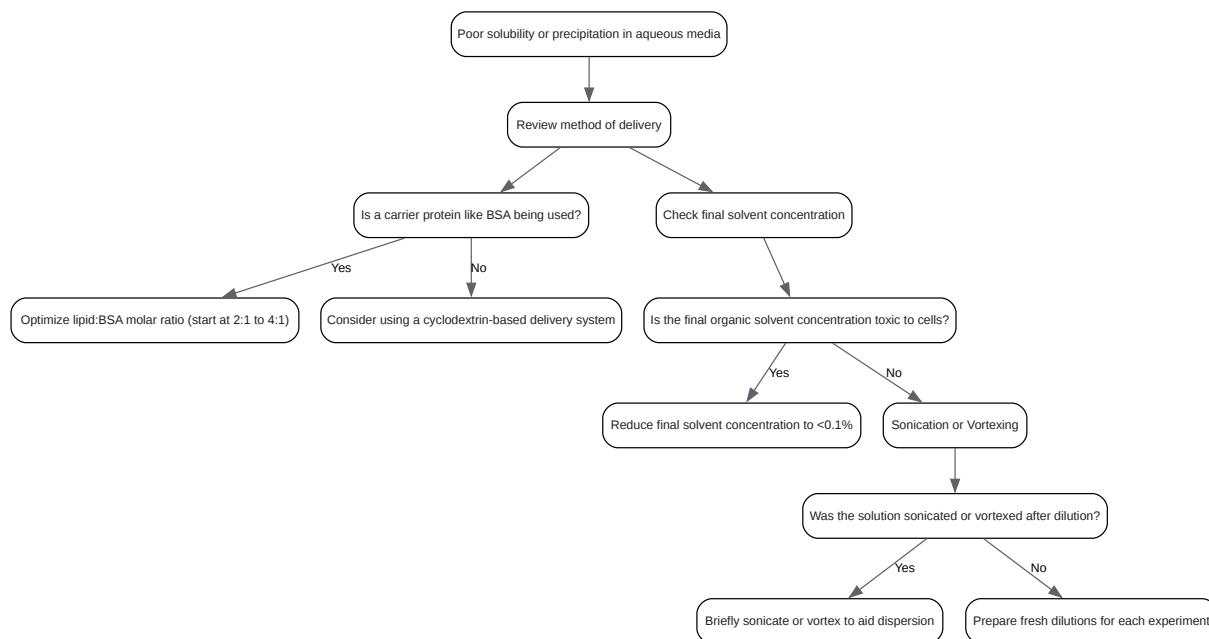 Poor solubility or precipitation in aqueous media
Review method of delivery
Is a carrier protein like BSA being used?
Check final solvent concentration
Yes
No
Optimize lipid:BSA molar ratio (start at 2:1 to 4:1)
Consider using a cyclodextrin-based delivery system
Is the final organic solvent concentration toxic to cells?
Yes
No
Reduce final solvent concentration to <0.1%
Sonication or Vortexing
Was the solution sonicated or vortexed after dilution?
Yes
No
Briefly sonicate or vortex to aid dispersion
Prepare fresh dilutions for each experiment